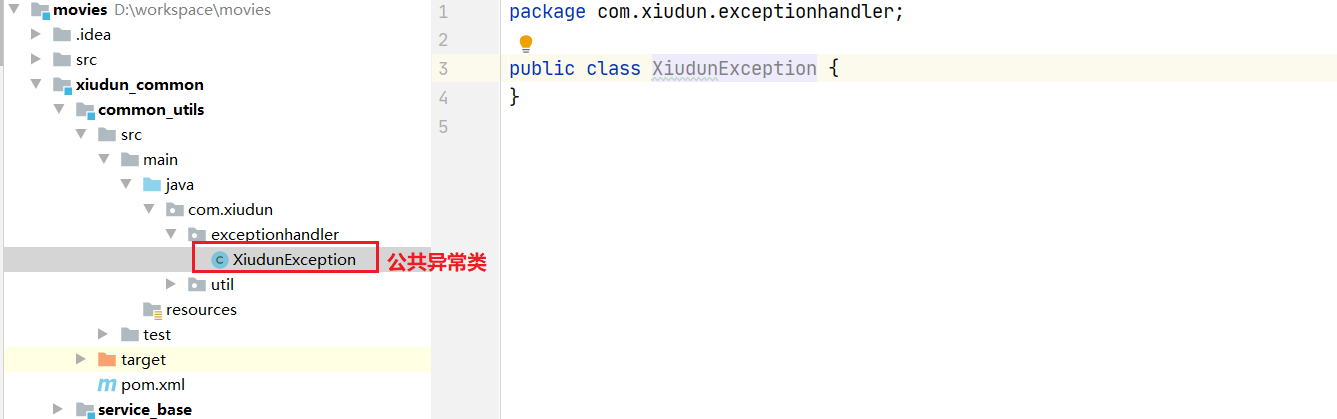 movies D:\workspace\movies
.idea
src
xiudun_common
common_utils
src
main
java
com.xiudun
exceptionhandler
C XiudunException 公共异常类
util
resources
test
target
m pom.xml
service_base
1 package com.xiudun.exceptionhandler;
2
3 public class XiudunException {
4 }
5